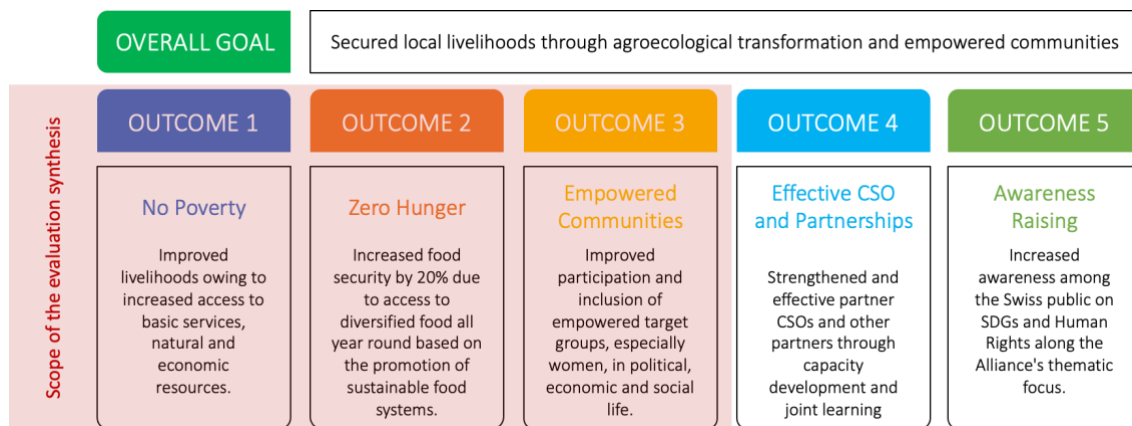 OVERALL GOAL
Secured local livelihoods through agroecological transformation and empowered communities
Scope of the evaluation synthesis
OUTCOME 1
No Poverty
Improved
livelihoods owing to
increased access to
basic services,
natural and
economic
resources.
OUTCOME 2
Zero Hunger
Increased food
security by 20% due
to access to
diversified food all
year round based on
the promotion of
sustainable food
systems.
OUTCOME 3
Empowered
Communities
Improved
participation and
inclusion of
empowered target
groups, especially
women, in political,
economic and social
life.
OUTCOME 4
Effective CSO
and Partnerships
Strengthened and
effective partner
CSOs and other
partners through
capacity
development and
joint learning
OUTCOME 5
Awareness
Raising
Increased
awareness among
the Swiss public on
SDGs and Human
Rights along the
Alliance's thematic
focus.